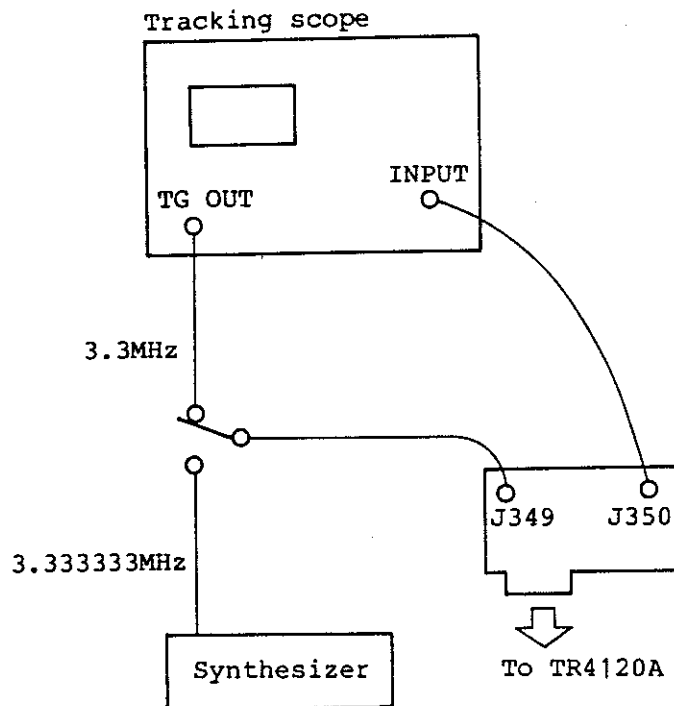 Tracking scope
INPUT
TG OUT
3.3MHz
J349
J350
3.333333MHz
Synthesizer
To TR4120A